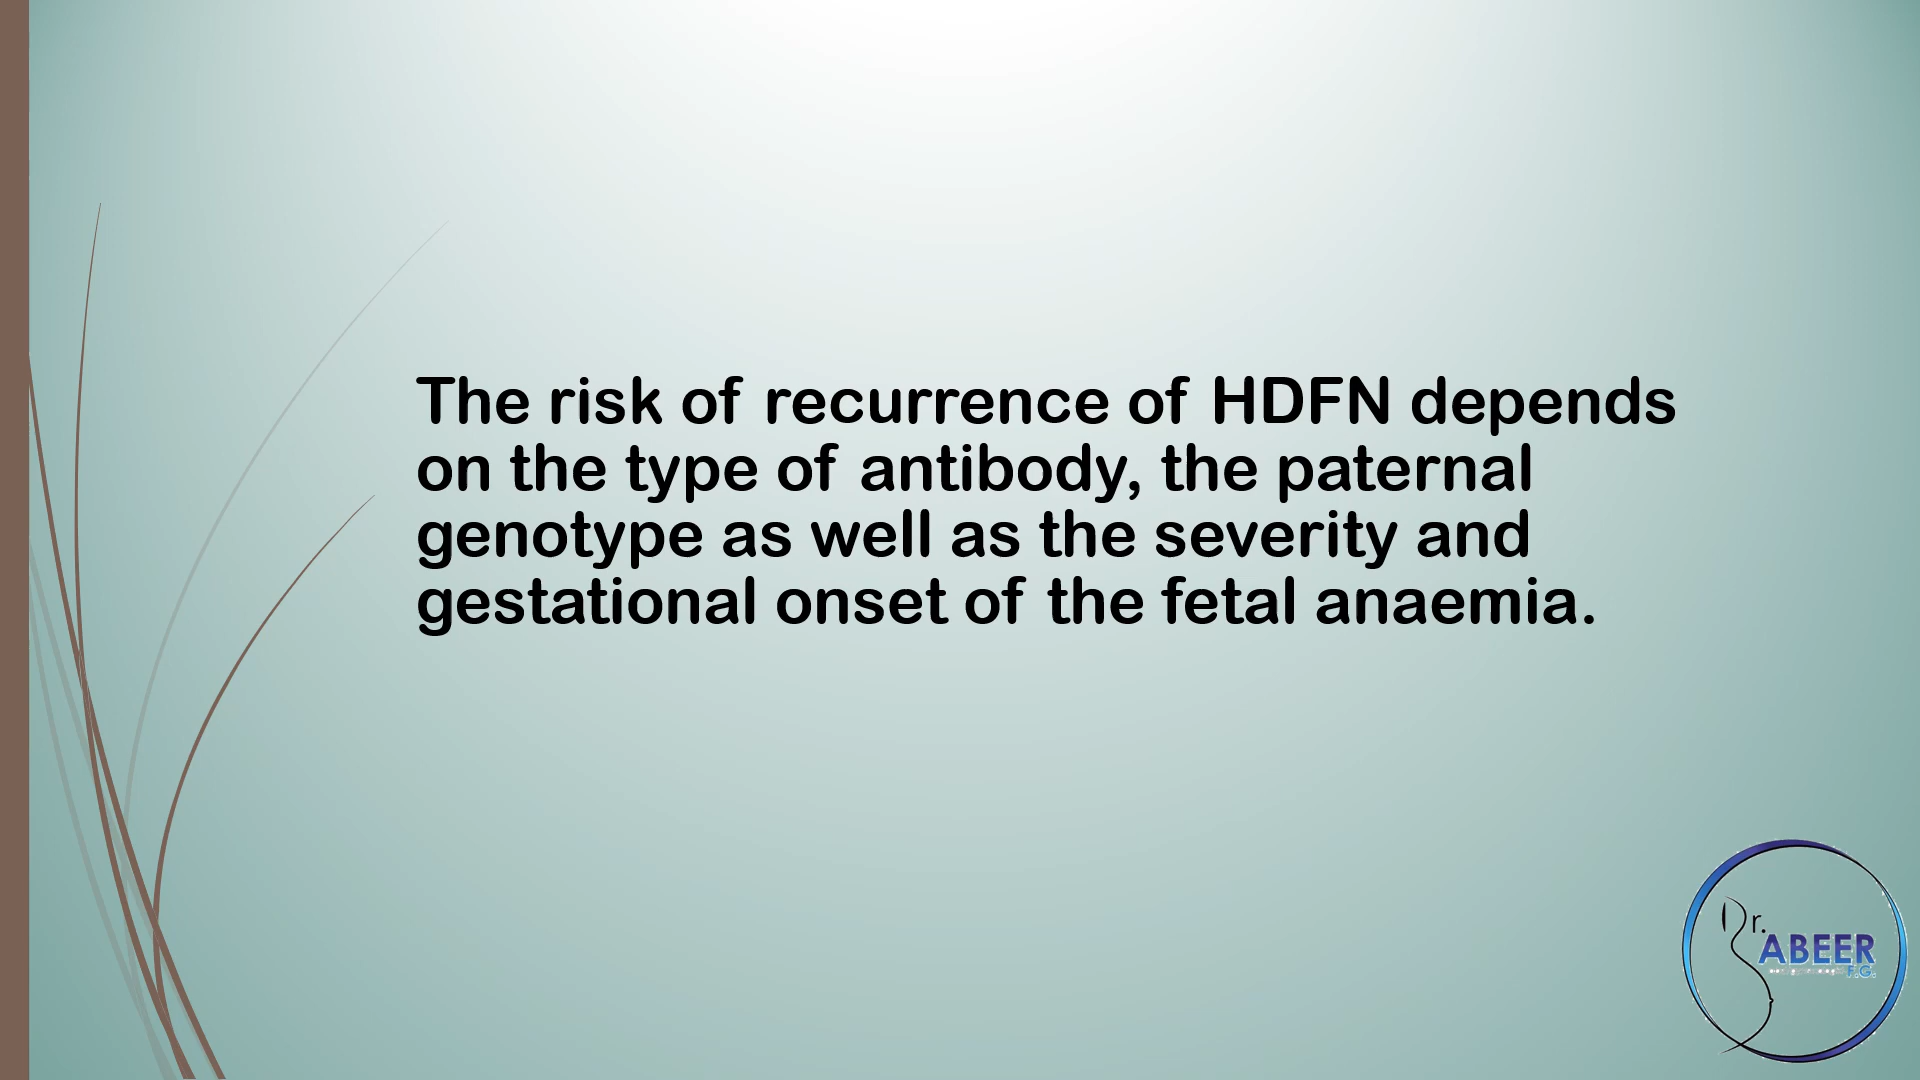 The risk of recurrence of HDFN depends
on the type of antibody, the paternal
genotype as well as the severity and
gestational onset of the fetal anaemia.
Dr.
ABEER
F.G.